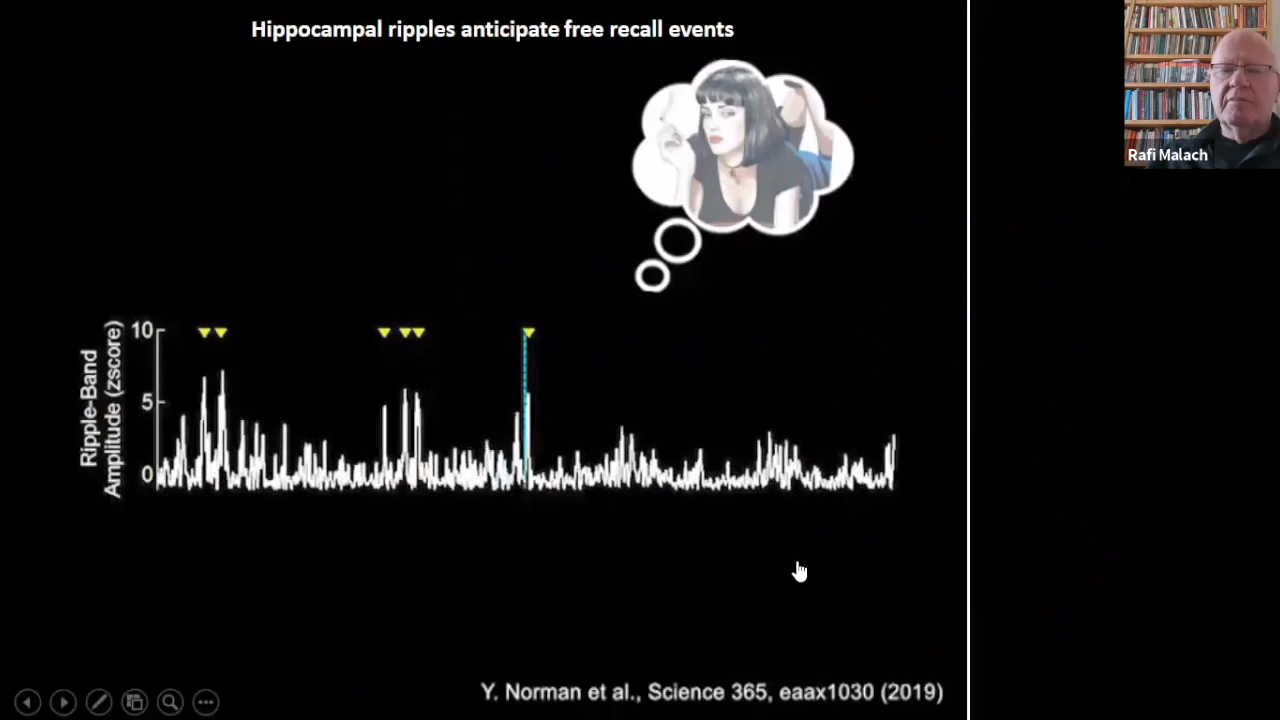 Hippocampal ripples anticipate free recall events
Rafi Malach
Ripple-Band
Amplitude (zscore)
10
5
0
Y. Norman et al., Science 365, eaax1030 (2019)